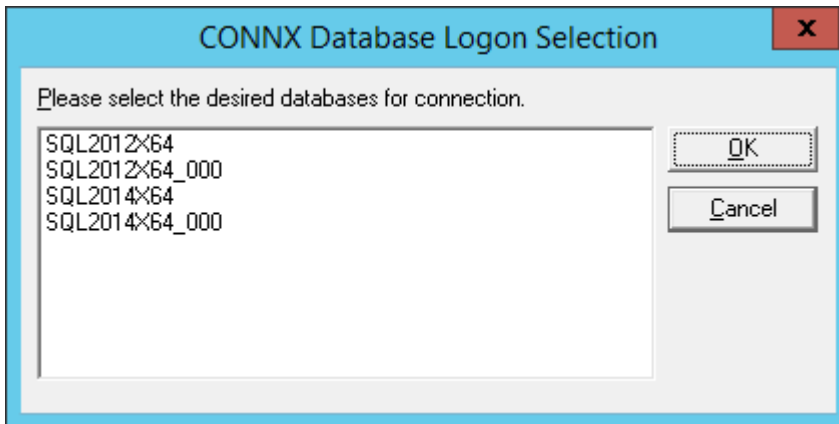 CONNX Database Logon Selection
x
Please select the desired databases for connection.
SQL2012X64
SQL2012X64_000
SQL2014X64
SQL2014X64_000
OK
Cancel